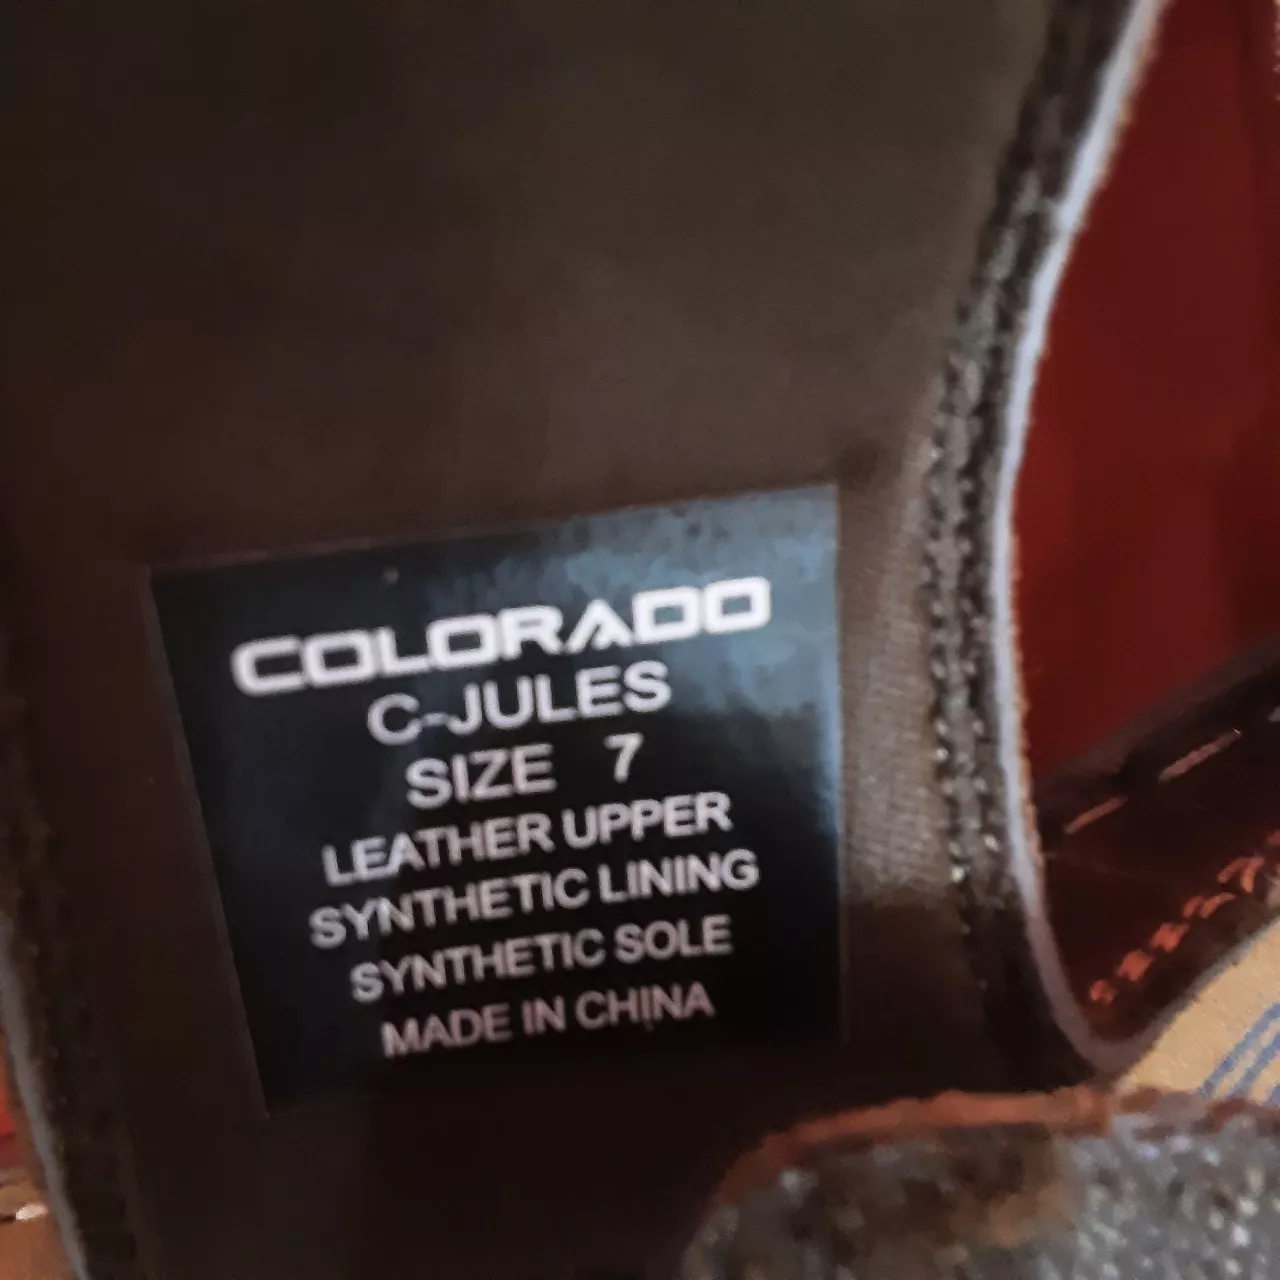 COLORADO
C-JULES
SIZE 7
LEATHER UPPER
SYNTHETIC LINING
SYNTHETIC SOLE
MADE IN CHINA